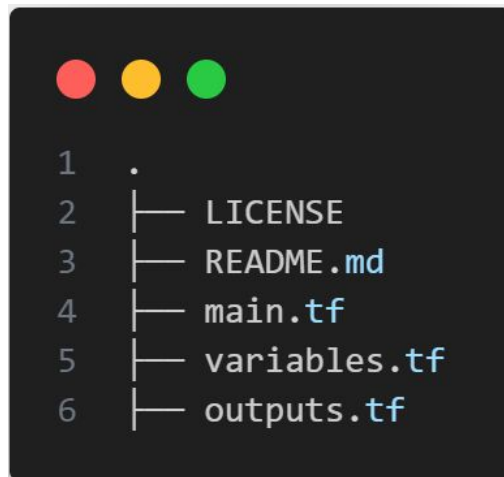 1 .
2 ├── LICENSE
3 ├── README.md
4 ├── main.tf
5 ├── variables.tf
6 ├── outputs.tf